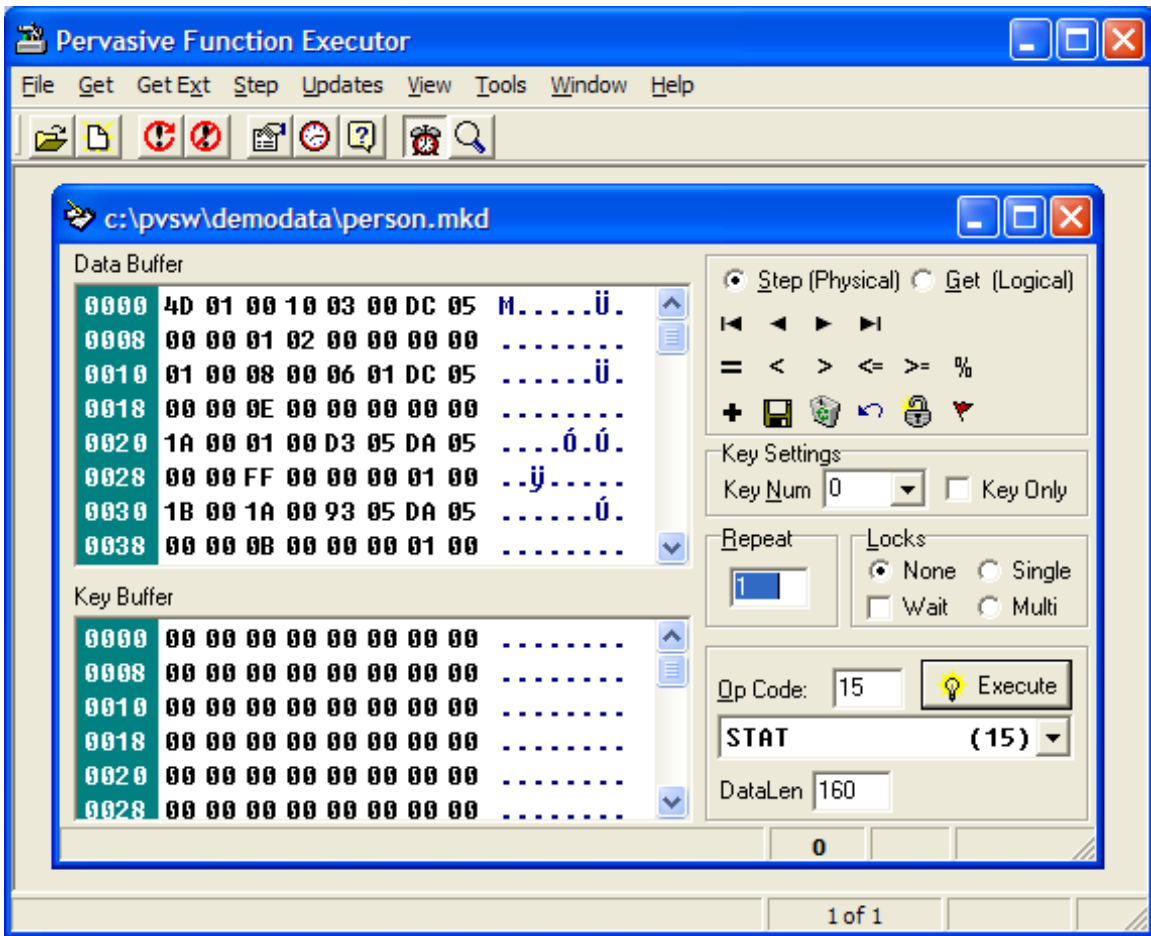 Pervasive Function Executor
File Get Get Ext Step Updates View Tools Window Help
c:\pvsw\demodata\person.mkd
Data Buffer
0000 4D 01 00 10 03 00 DC 05 M.....Ü.
0008 00 00 01 02 00 00 00 00 ........
0010 01 00 08 00 06 01 DC 05 ......Ü.
0018 00 00 0E 00 00 00 00 00 ........
0020 1A 00 01 00 D3 05 DA 05 ....Ó.Ú.
0028 00 00 FF 00 00 00 01 00 ..ÿ.....
0030 1B 00 1A 00 93 05 DA 05 ......Ú.
0038 00 00 0B 00 00 00 01 00 ........
Key Buffer
0000 00 00 00 00 00 00 00 00 ........
0008 00 00 00 00 00 00 00 00 ........
0010 00 00 00 00 00 00 00 00 ........
0018 00 00 00 00 00 00 00 00 ........
0020 00 00 00 00 00 00 00 00 ........
0028 00 00 00 00 00 00 00 00 ........
Step (Physical) Get (Logical)
= < > <= >= %
Key Settings
Key Num 0 Key Only
Repeat
1
Locks
None Single
Wait Multi
Op Code: 15 Execute
STAT (15)
DataLen 160
0
1 of 1